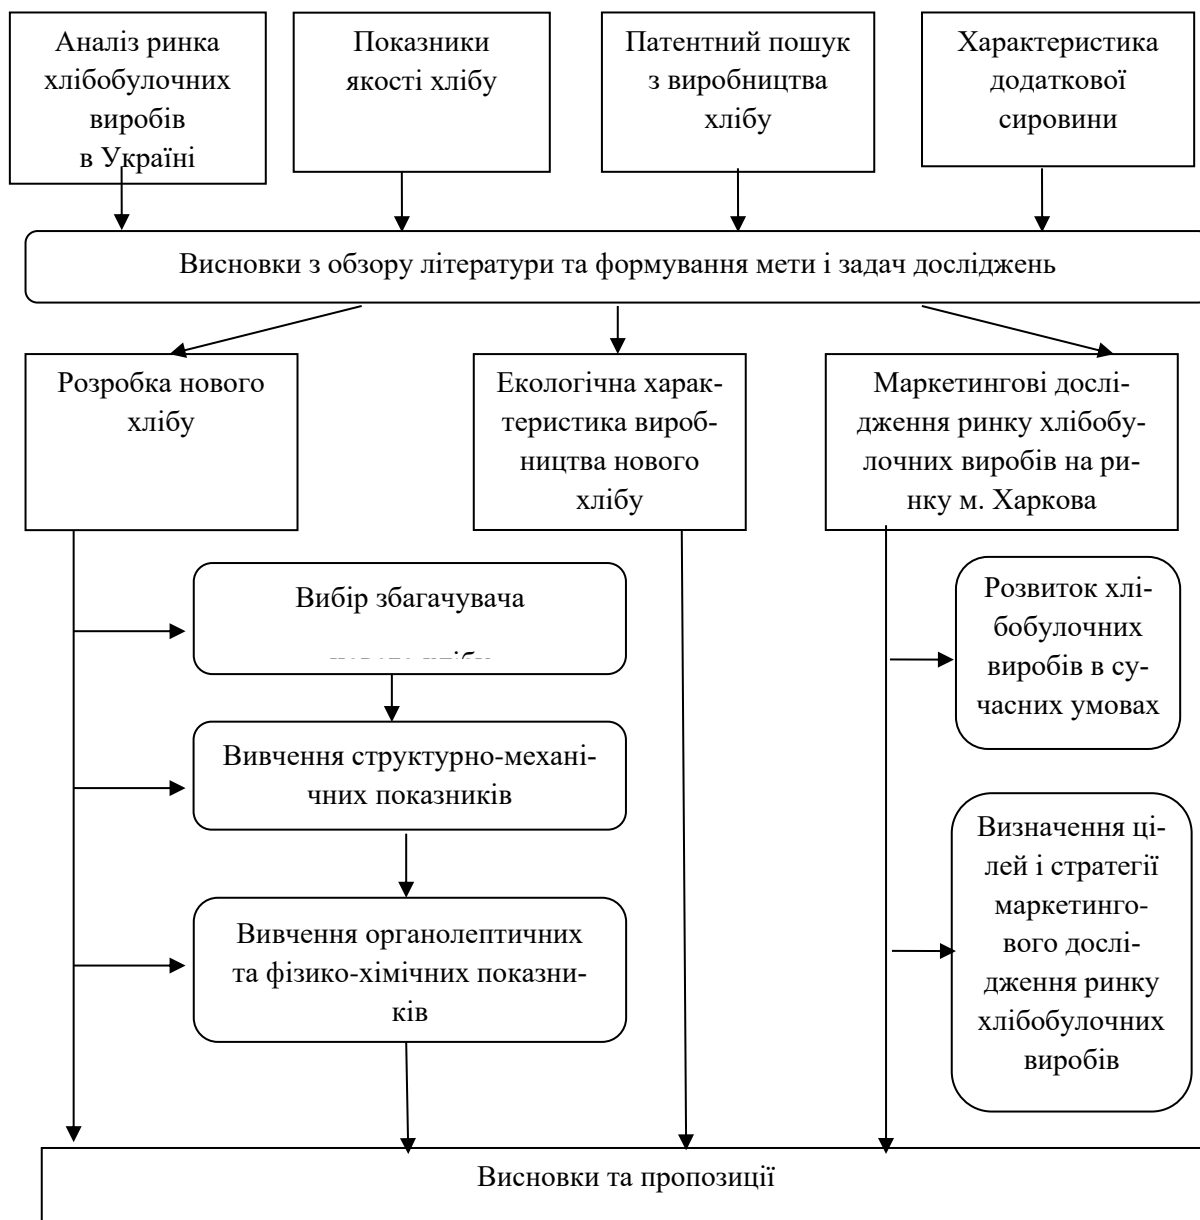 Аналіз ринка
хлібобулочних
виробів
в Україні
Показники
якості хлібу
Патентний пошук
з виробництва
хлібу
Характеристика
додаткової
сировини
Висновки з обзору літератури та формування мети і задач досліджень
Розробка нового
хлібу
Екологічна харак-
теристика вироб-
ництва нового
хлібу
Маркетингові дослі-
дження ринку хлібобу-
лочних виробів на ри-
нку м. Харкова
Вибір збагачувача
Вивчення структурно-механі-
чних показників
Вивчення органолептичних
та фізико-хімічних показни-
ків
Розвиток хлі-
бобулочних
виробів в су-
часних умовах
Визначення ці-
лей і стратегії
маркетинго-
вого дослі-
дження ринку
хлібобулочних
виробів
Висновки та пропозиції